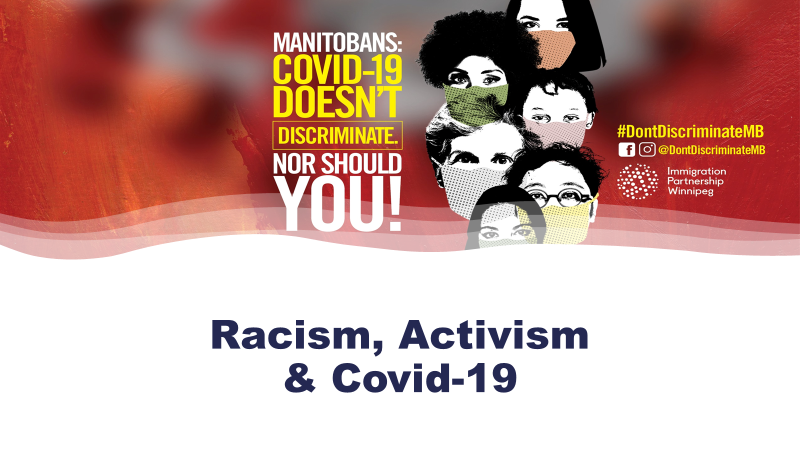 MANITOBANS:
COVID-19
DOESN'T
DISCRIMINATE.
NOR SHOULD
YOU!
#DontDiscriminateMB
@DontDiscriminateMB
Immigration
Partnership
Winnipeg
Racism, Activism
& Covid-19